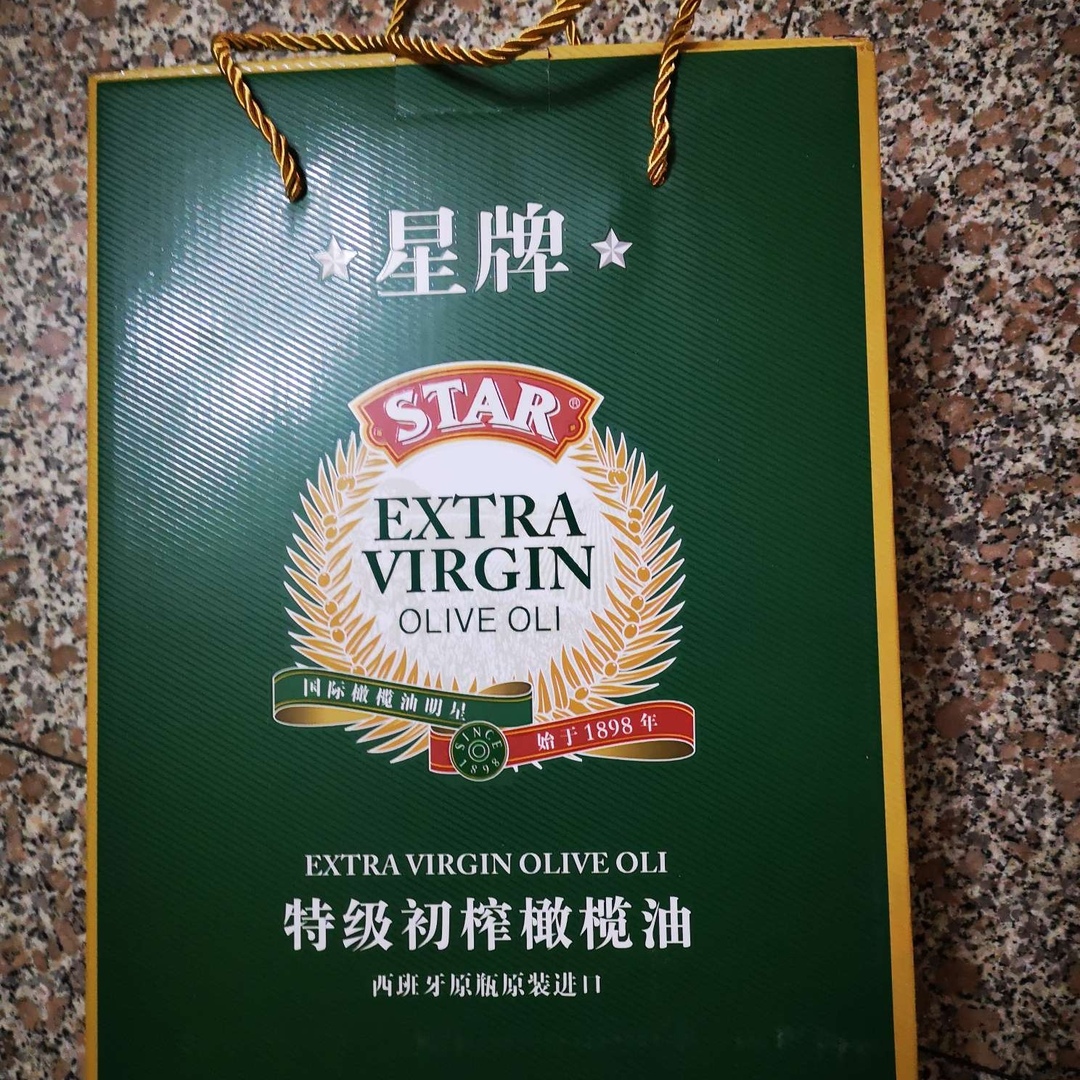 星牌
STAR®
EXTRA
VIRGIN
OLIVE OLI
国际橄榄油明星
始于1898年
SINCE
1898
EXTRA VIRGIN OLIVE OLI
特级初榨橄榄油
西班牙原瓶原装进口